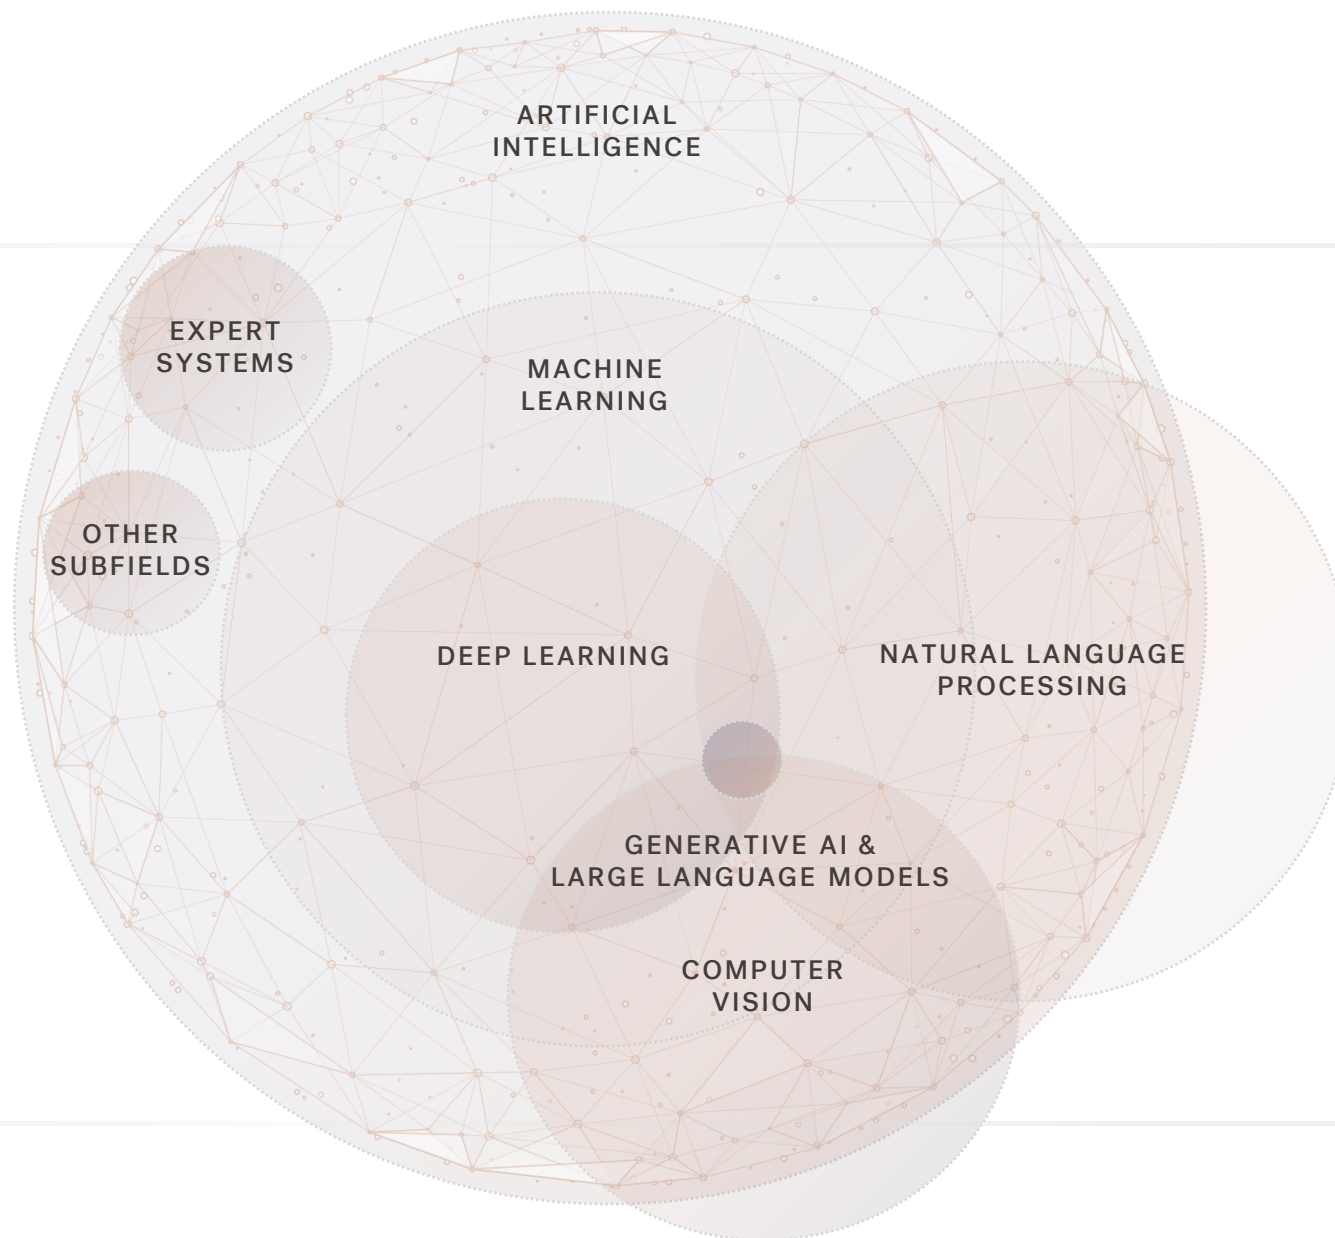 ARTIFICIAL
INTELLIGENCE
EXPERT
SYSTEMS
MACHINE
LEARNING
OTHER
SUBFIELDS
DEEP LEARNING
NATURAL LANGUAGE
PROCESSING
GENERATIVE AI &
LARGE LANGUAGE MODELS
COMPUTER
VISION